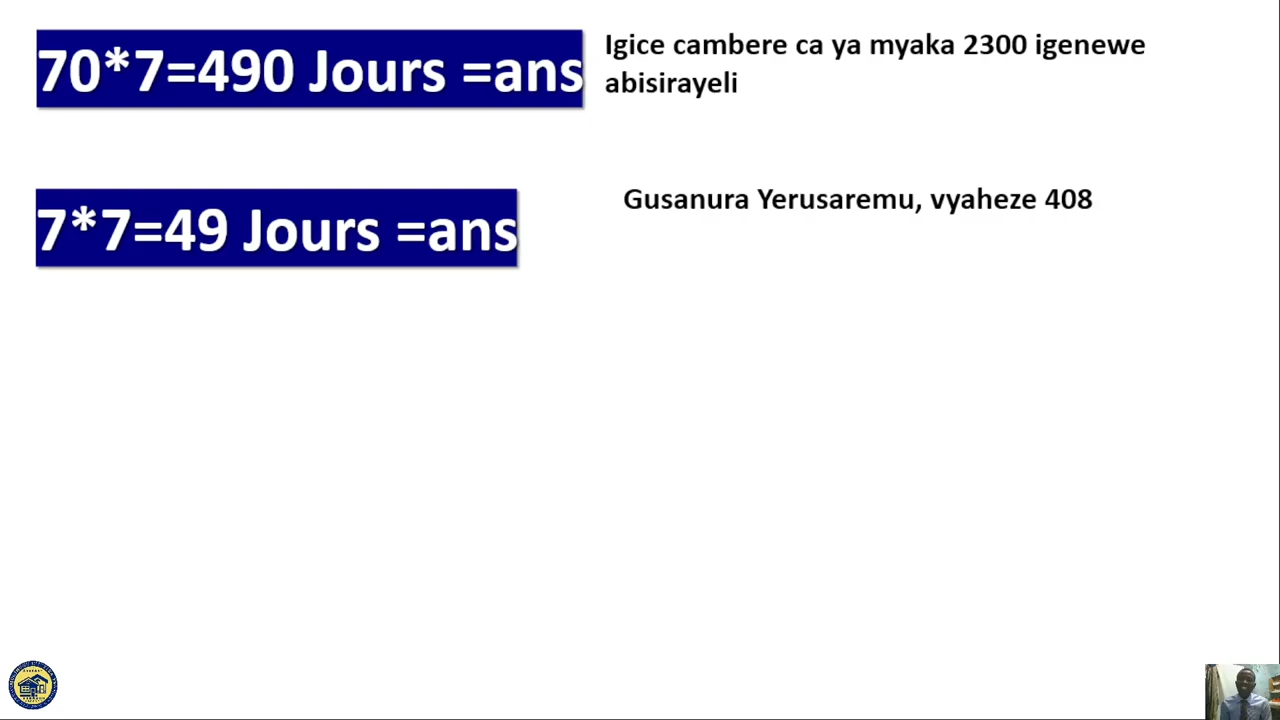 70*7=490 Jours =ans
Igice cambere ca ya myaka 2300 igenewe
abisirayeli
7*7=49 Jours =ans
Gusanura Yerusaremu, vyaheze 408